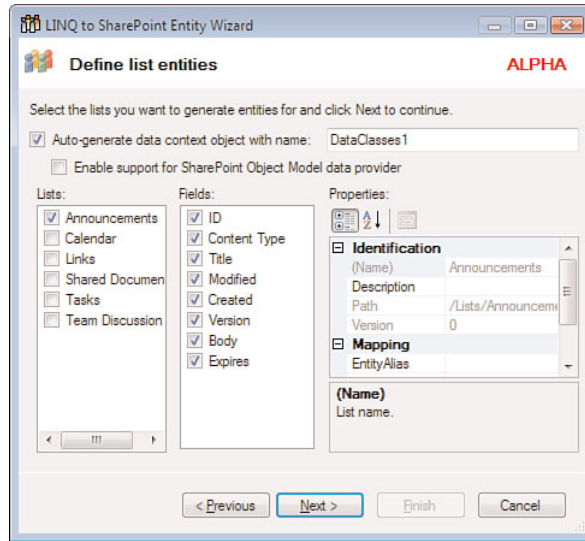 LINQ to SharePoint Entity Wizard
Define list entities
ALPHA
Select the lists you want to generate entities for and click Next to continue.
Auto-generate data context object with name: DataClasses1
Enable support for SharePoint Object Model data provider
Lists:
Announcements
Calendar
Links
Shared Documen
Tasks
Team Discussion
Fields:
ID
Content Type
Title
Modified
Created
Version
Body
Expires
Properties:
Identification
(Name) Announcements
Description
Path /Lists/Announceme
Version 0
Mapping
EntityAlias
(Name)
List name.
< Previous Next > Finish Cancel